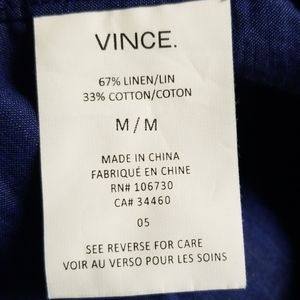 VINCE.
67% LINEN/LIN
33% COTTON/COTON
M / M
MADE IN CHINA
FABRIQUÉ EN CHINE
RN# 106730
CA# 34460
05
SEE REVERSE FOR CARE
VOIR AU VERSO POUR LES SOINS